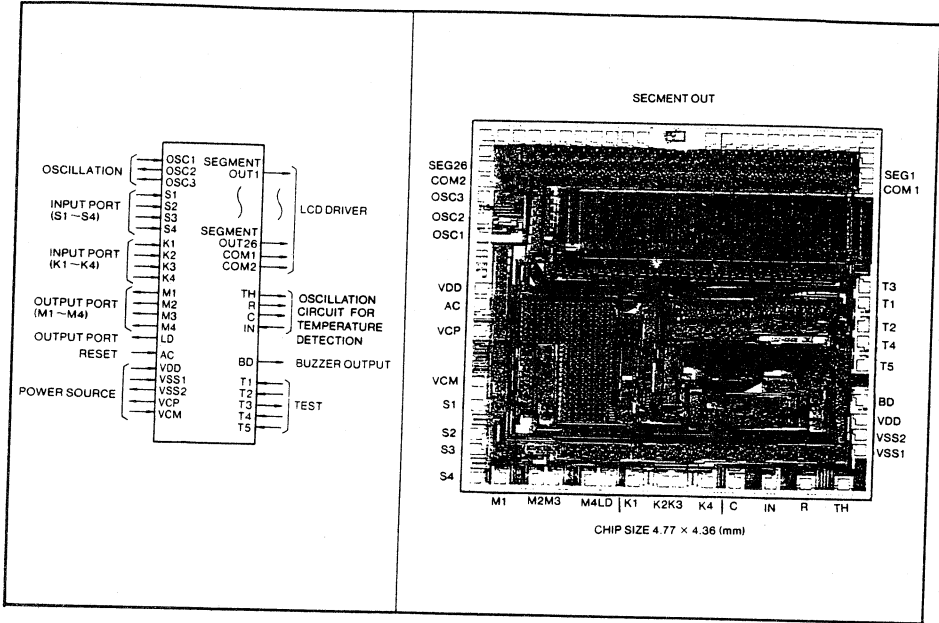 OSCILLATION
INPUT PORT
(S1～S4)
INPUT PORT
(K1～K4)
OUTPUT PORT
(M1～M4)
OUTPUT PORT
RESET
POWER SOURCE
OSC1
OSC2
OSC3
S1
S2
S3
S4
K1
K2
K3
K4
M1
M2
M3
M4
LD
AC
VDD
VSS1
VSS2
VCP
VCM
SEGMENT
OUT1
SEGMENT
OUT26
COM1
COM2
TH
R
C
IN
BD
T1
T2
T3
T4
T5
LCD DRIVER
OSCILLATION
CIRCUIT FOR
TEMPERATURE
DETECTION
BUZZER OUTPUT
TEST
SECMENT OUT
SEG26
COM2
OSC3
OSC2
OSC1
VDD
AC
VCP
VCM
S1
S2
S3
S4
SEG1
COM 1
T3
T1
T2
T4
T5
BD
VDD
VSS2
VSS1
M1 M2M3 M4LD K1 K2K3 K4 C IN R TH
CHIP SIZE 4.77 × 4.36 (mm)